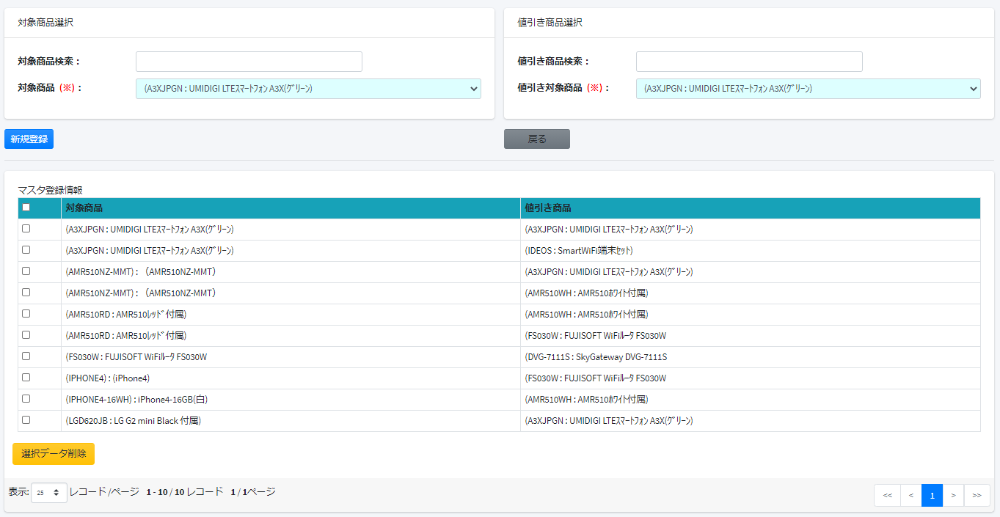 対象商品選択
対象商品検索：
対象商品 (※)：
(A3XJPGN : UMIDIGI LTEｽﾏｰﾄﾌｫﾝ A3X(ｸﾞﾘｰﾝ)
値引き商品選択
値引き商品検索：
値引き対象商品 (※)：
(A3XJPGN : UMIDIGI LTEｽﾏｰﾄﾌｫﾝ A3X(ｸﾞﾘｰﾝ)
新規登録 戻る
マスタ登録情報
対象商品 値引き商品
(A3XJPGN : UMIDIGI LTEｽﾏｰﾄﾌｫﾝ A3X(ｸﾞﾘｰﾝ) (A3XJPGN : UMIDIGI LTEｽﾏｰﾄﾌｫﾝ A3X(ｸﾞﾘｰﾝ)
(A3XJPGN : UMIDIGI LTEｽﾏｰﾄﾌｫﾝ A3X(ｸﾞﾘｰﾝ) (IDEOS : SmartWiFi端末ｾｯﾄ)
(AMR510NZ-MMT) : （AMR510NZ-MMT） (A3XJPGN : UMIDIGI LTEｽﾏｰﾄﾌｫﾝ A3X(ｸﾞﾘｰﾝ)
(AMR510NZ-MMT) : （AMR510NZ-MMT） (AMR510WH : AMR510ﾎﾜｲﾄ付属)
(AMR510RD : AMR510ﾚｯﾄﾞ付属) (AMR510WH : AMR510ﾎﾜｲﾄ付属)
(AMR510RD : AMR510ﾚｯﾄﾞ付属) (FS030W : FUJISOFT WiFiﾙｰﾀ FS030W
(FS030W : FUJISOFT WiFiﾙｰﾀ FS030W (DVG-7111S : SkyGateway DVG-7111S
(IPHONE4) : (iPhone4) (FS030W : FUJISOFT WiFiﾙｰﾀ FS030W
(IPHONE4-16WH) : iPhone4-16GB(白) (AMR510WH : AMR510ﾎﾜｲﾄ付属)
(LGD620JB : LG G2 mini Black 付属) (A3XJPGN : UMIDIGI LTEｽﾏｰﾄﾌｫﾝ A3X(ｸﾞﾘｰﾝ)
選択データ削除
表示: 25 レコード/ページ 1 - 10 / 10 レコード 1 / 1ページ << < 1 > >>